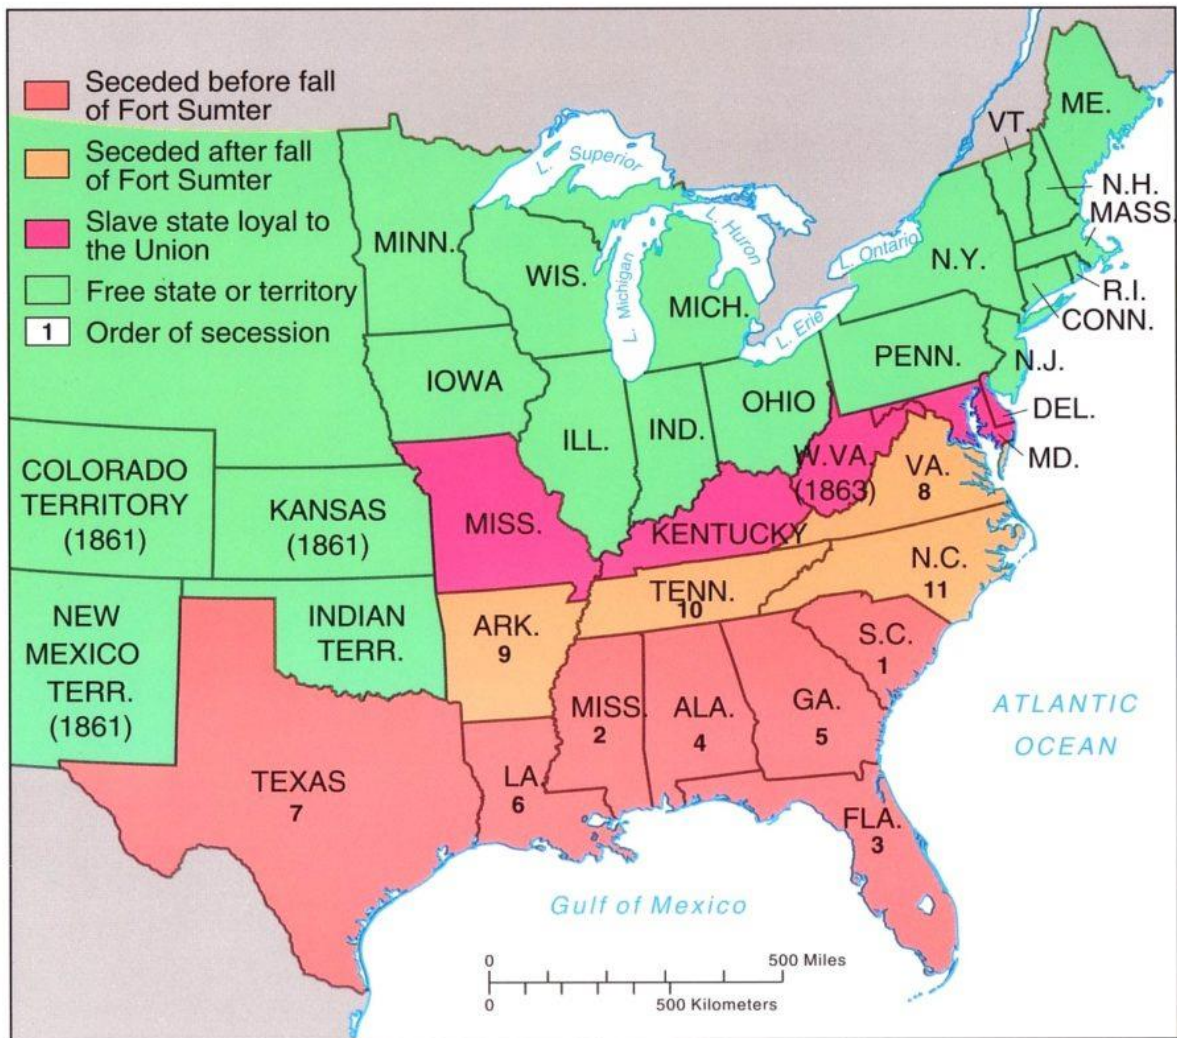 Seceded before fall
of Fort Sumter
Seceded after fall
of Fort Sumter
Slave state loyal to
the Union
Free state or territory
1 Order of secession
L. Superior
L. Michigan
L. Huron
L. Ontario
L. Erie
ME.
VT.
N.H.
MASS.
R.I.
CONN.
N.Y.
N.J.
PENN.
DEL.
MD.
MINN.
WIS.
MICH.
IOWA
ILL.
IND.
OHIO
W.VA.
(1863)
VA.
8
COLORADO
TERRITORY
(1861)
KANSAS
(1861)
MISS.
KENTUCKY
N.C.
11
TENN.
10
NEW
MEXICO
TERR.
(1861)
INDIAN
TERR.
ARK.
9
S.C.
1
MISS.
2
ALA.
4
GA.
5
TEXAS
7
LA.
6
FLA.
3
ATLANTIC
OCEAN
Gulf of Mexico
0 500 Miles
0 500 Kilometers